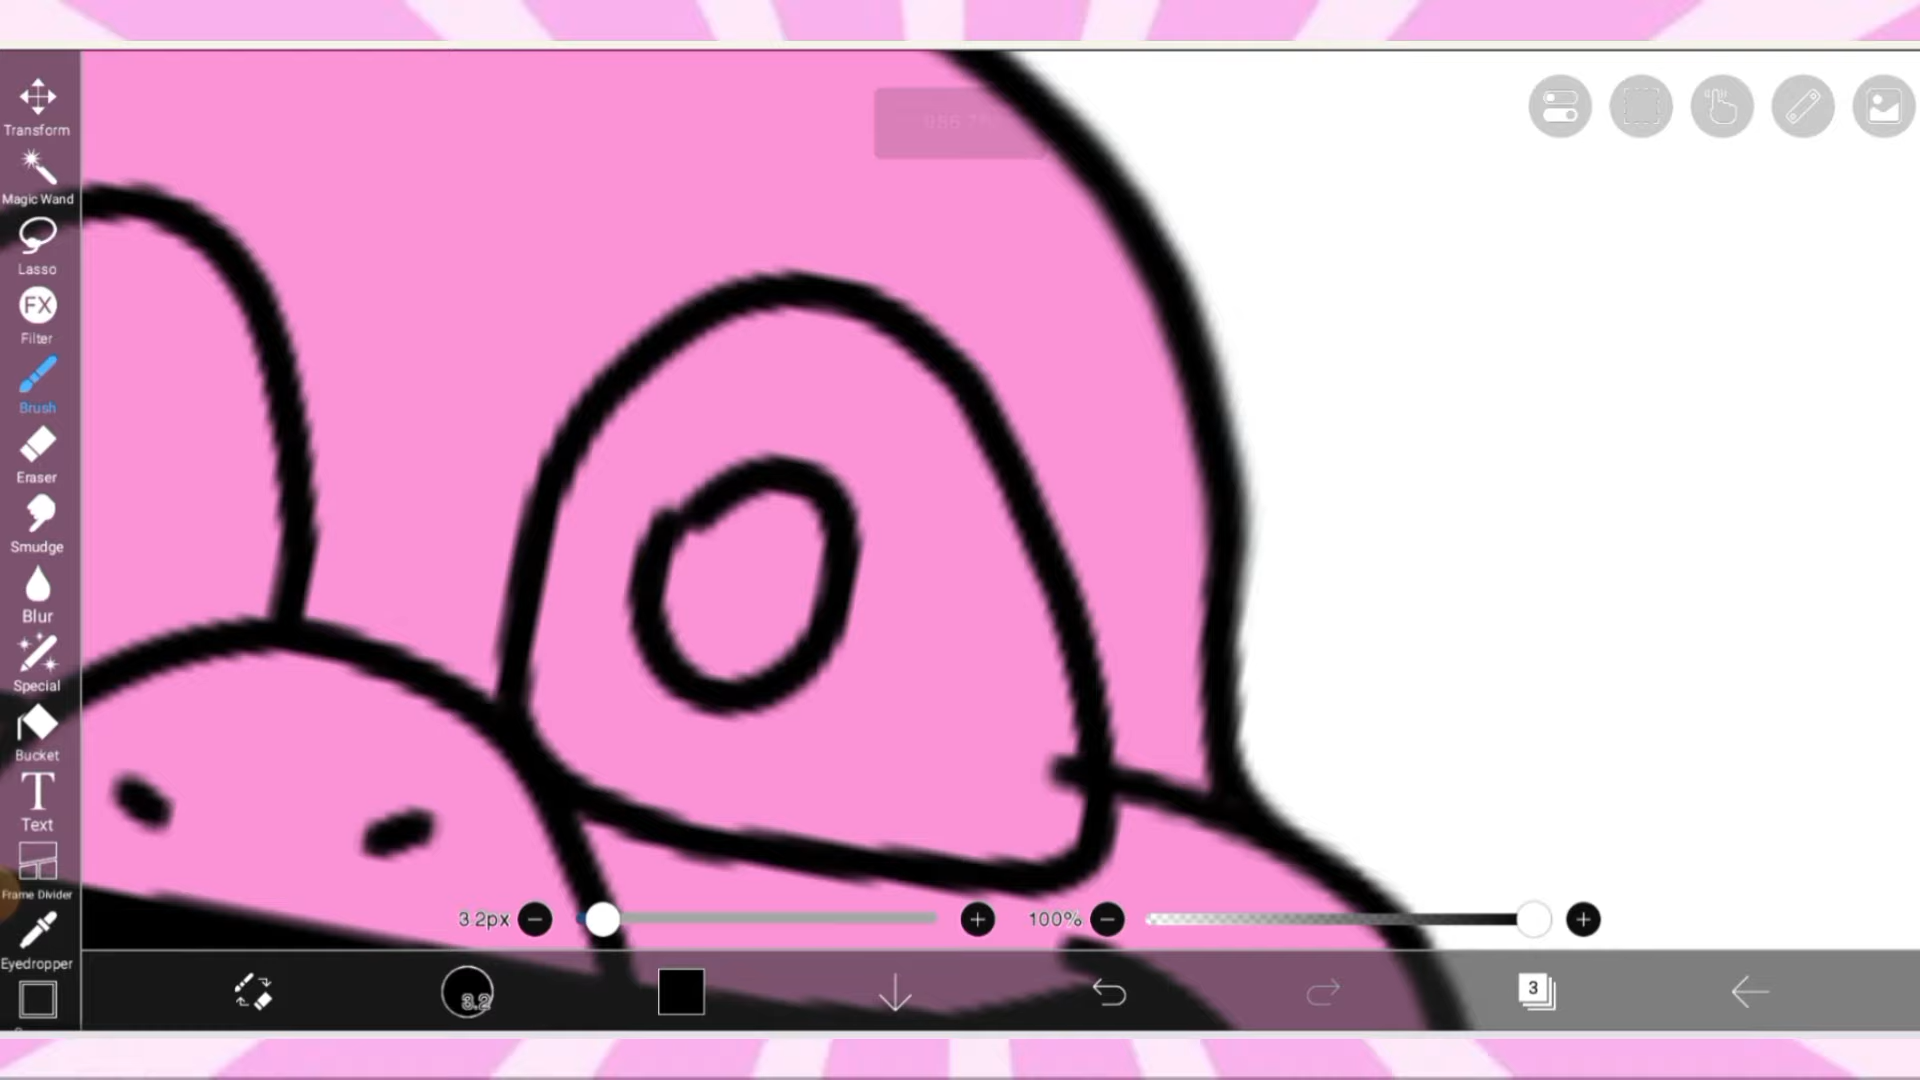 Transform
Magic Wand
Lasso
FX
Filter
Brush
Eraser
Smudge
Blur
Special
Bucket
T
Text
Frame Divider
Eyedropper
3.2px
100%
3.2
3